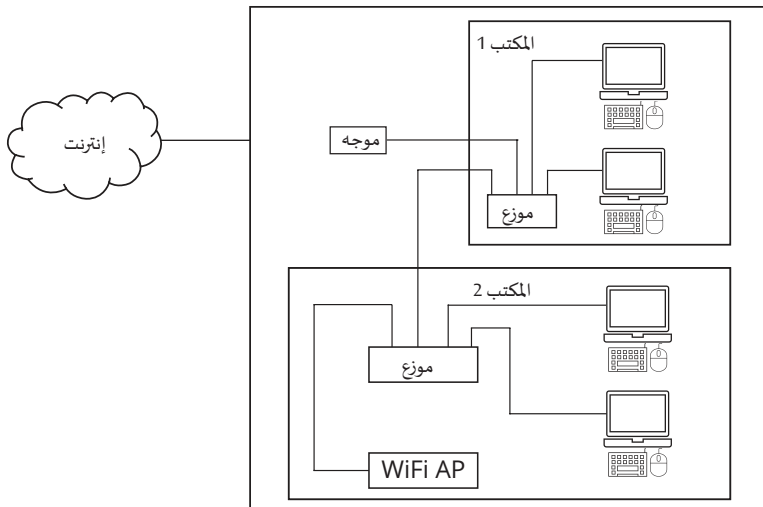 المكتب 1
موجه
إنترنت
موزع
المكتب 2
موزع
WiFi AP